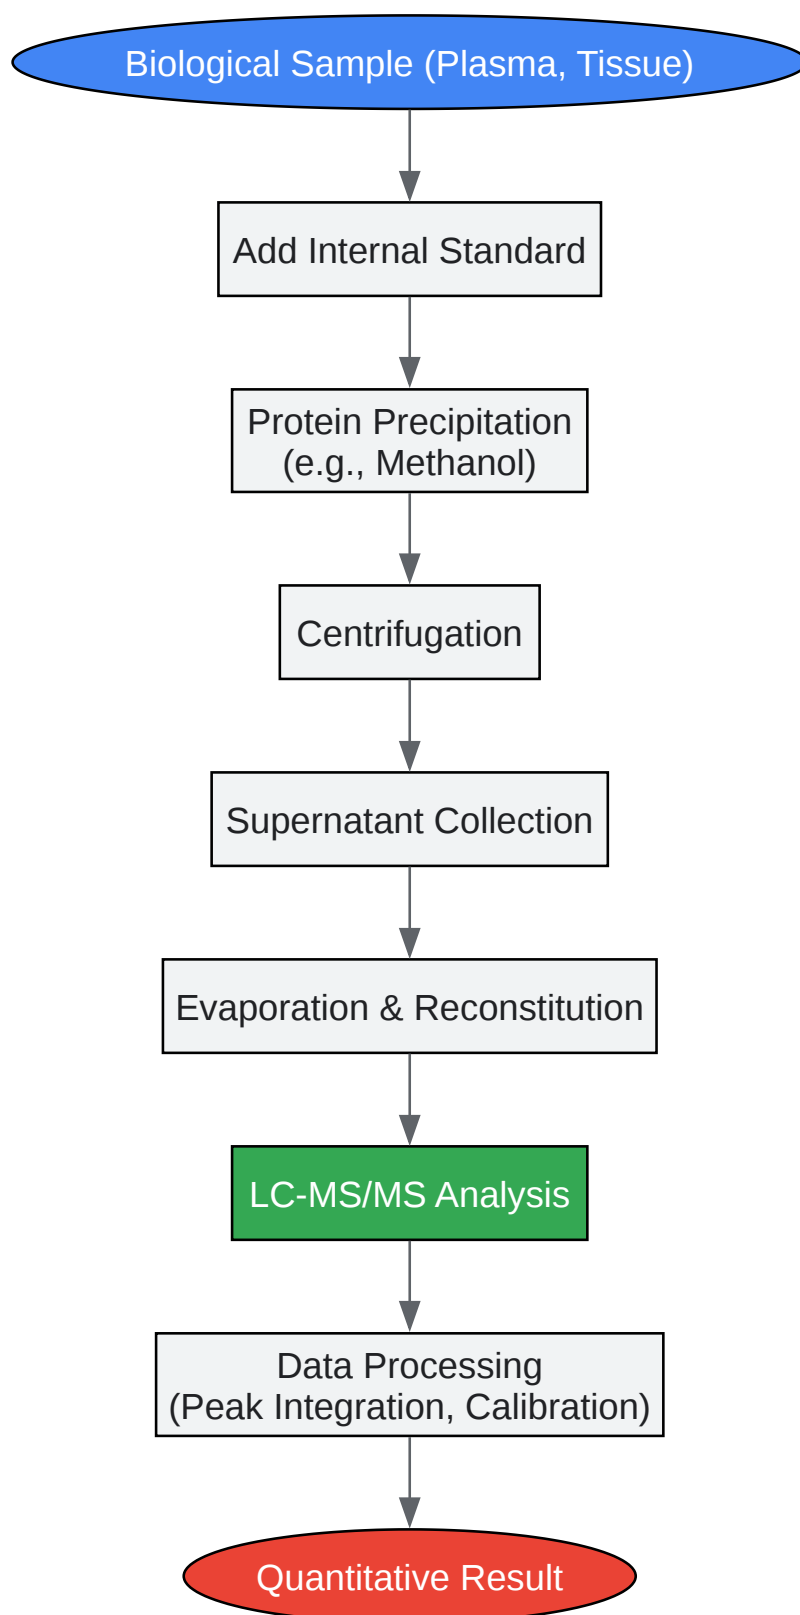 Biological Sample (Plasma, Tissue)
Add Internal Standard
Protein Precipitation
(e.g., Methanol)
Centrifugation
Supernatant Collection
Evaporation & Reconstitution
LC-MS/MS Analysis
Data Processing
(Peak Integration, Calibration)
Quantitative Result